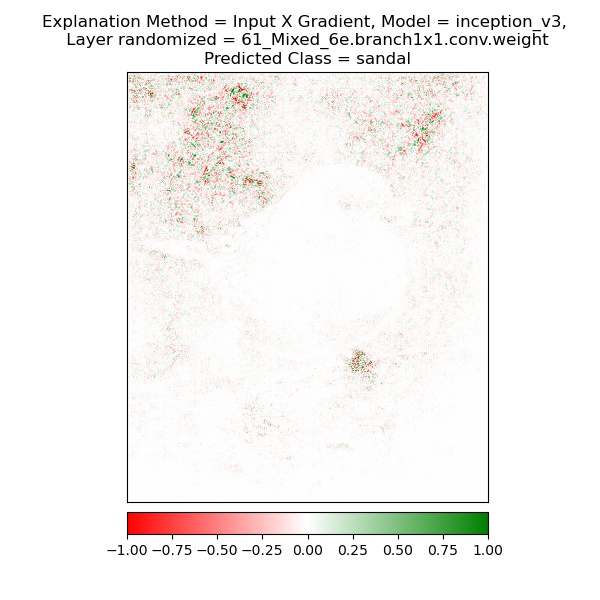 Explanation Method = Input X Gradient, Model = inception_v3,
Layer randomized = 61_Mixed_6e.branch1x1.conv.weight
Predicted Class = sandal
−1.00 −0.75 −0.50 −0.25 0.00 0.25 0.50 0.75 1.00